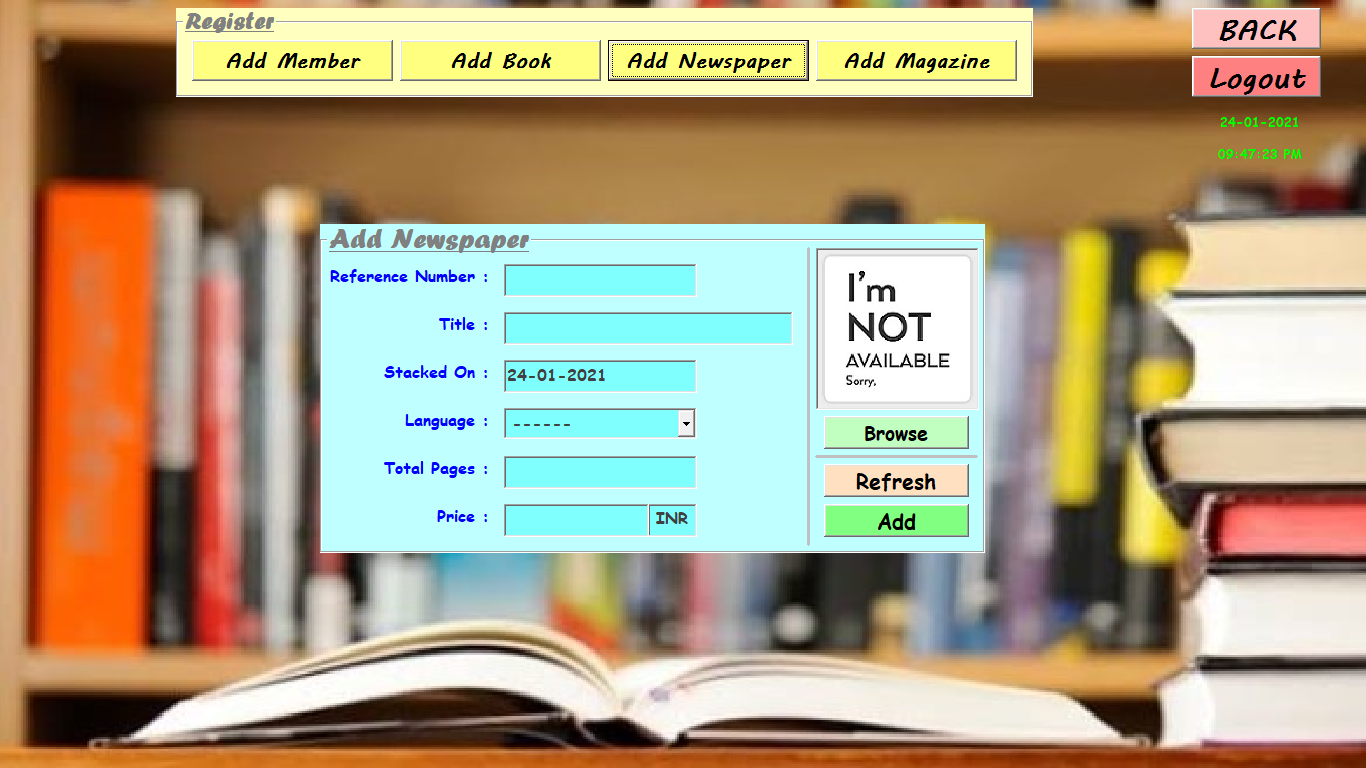 Register
Add Member Add Book Add Newspaper Add Magazine
BACK
Logout
24-01-2021
09:47:23 PM
Add Newspaper
Reference Number :
Title :
Stacked On : 24-01-2021
Language : ------
Total Pages :
Price : INR
I'm
NOT
AVAILABLE
Sorry,
Browse
Refresh
Add